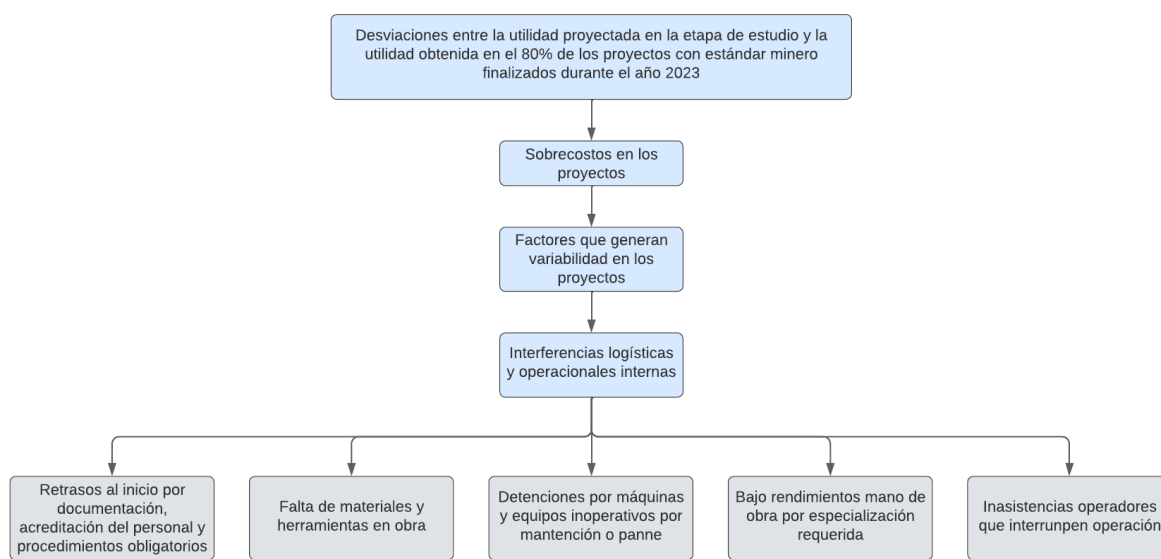 Desviaciones entre la utilidad proyectada en la etapa de estudio y la
utilidad obtenida en el 80% de los proyectos con estándar minero
finalizados durante el año 2023
Sobrecostos en los
proyectos
Factores que generan
variabilidad en los
proyectos
Interferencias logísticas
y operacionales internas
Retrasos al inicio por
documentación,
acreditación del personal y
procedimientos obligatorios
Falta de materiales y
herramientas en obra
Detenciones por máquinas
y equipos inoperativos por
mantención o panne
Bajo rendimientos mano de
obra por especialización
requerida
Inasistencias operadores
que interrunpen operación